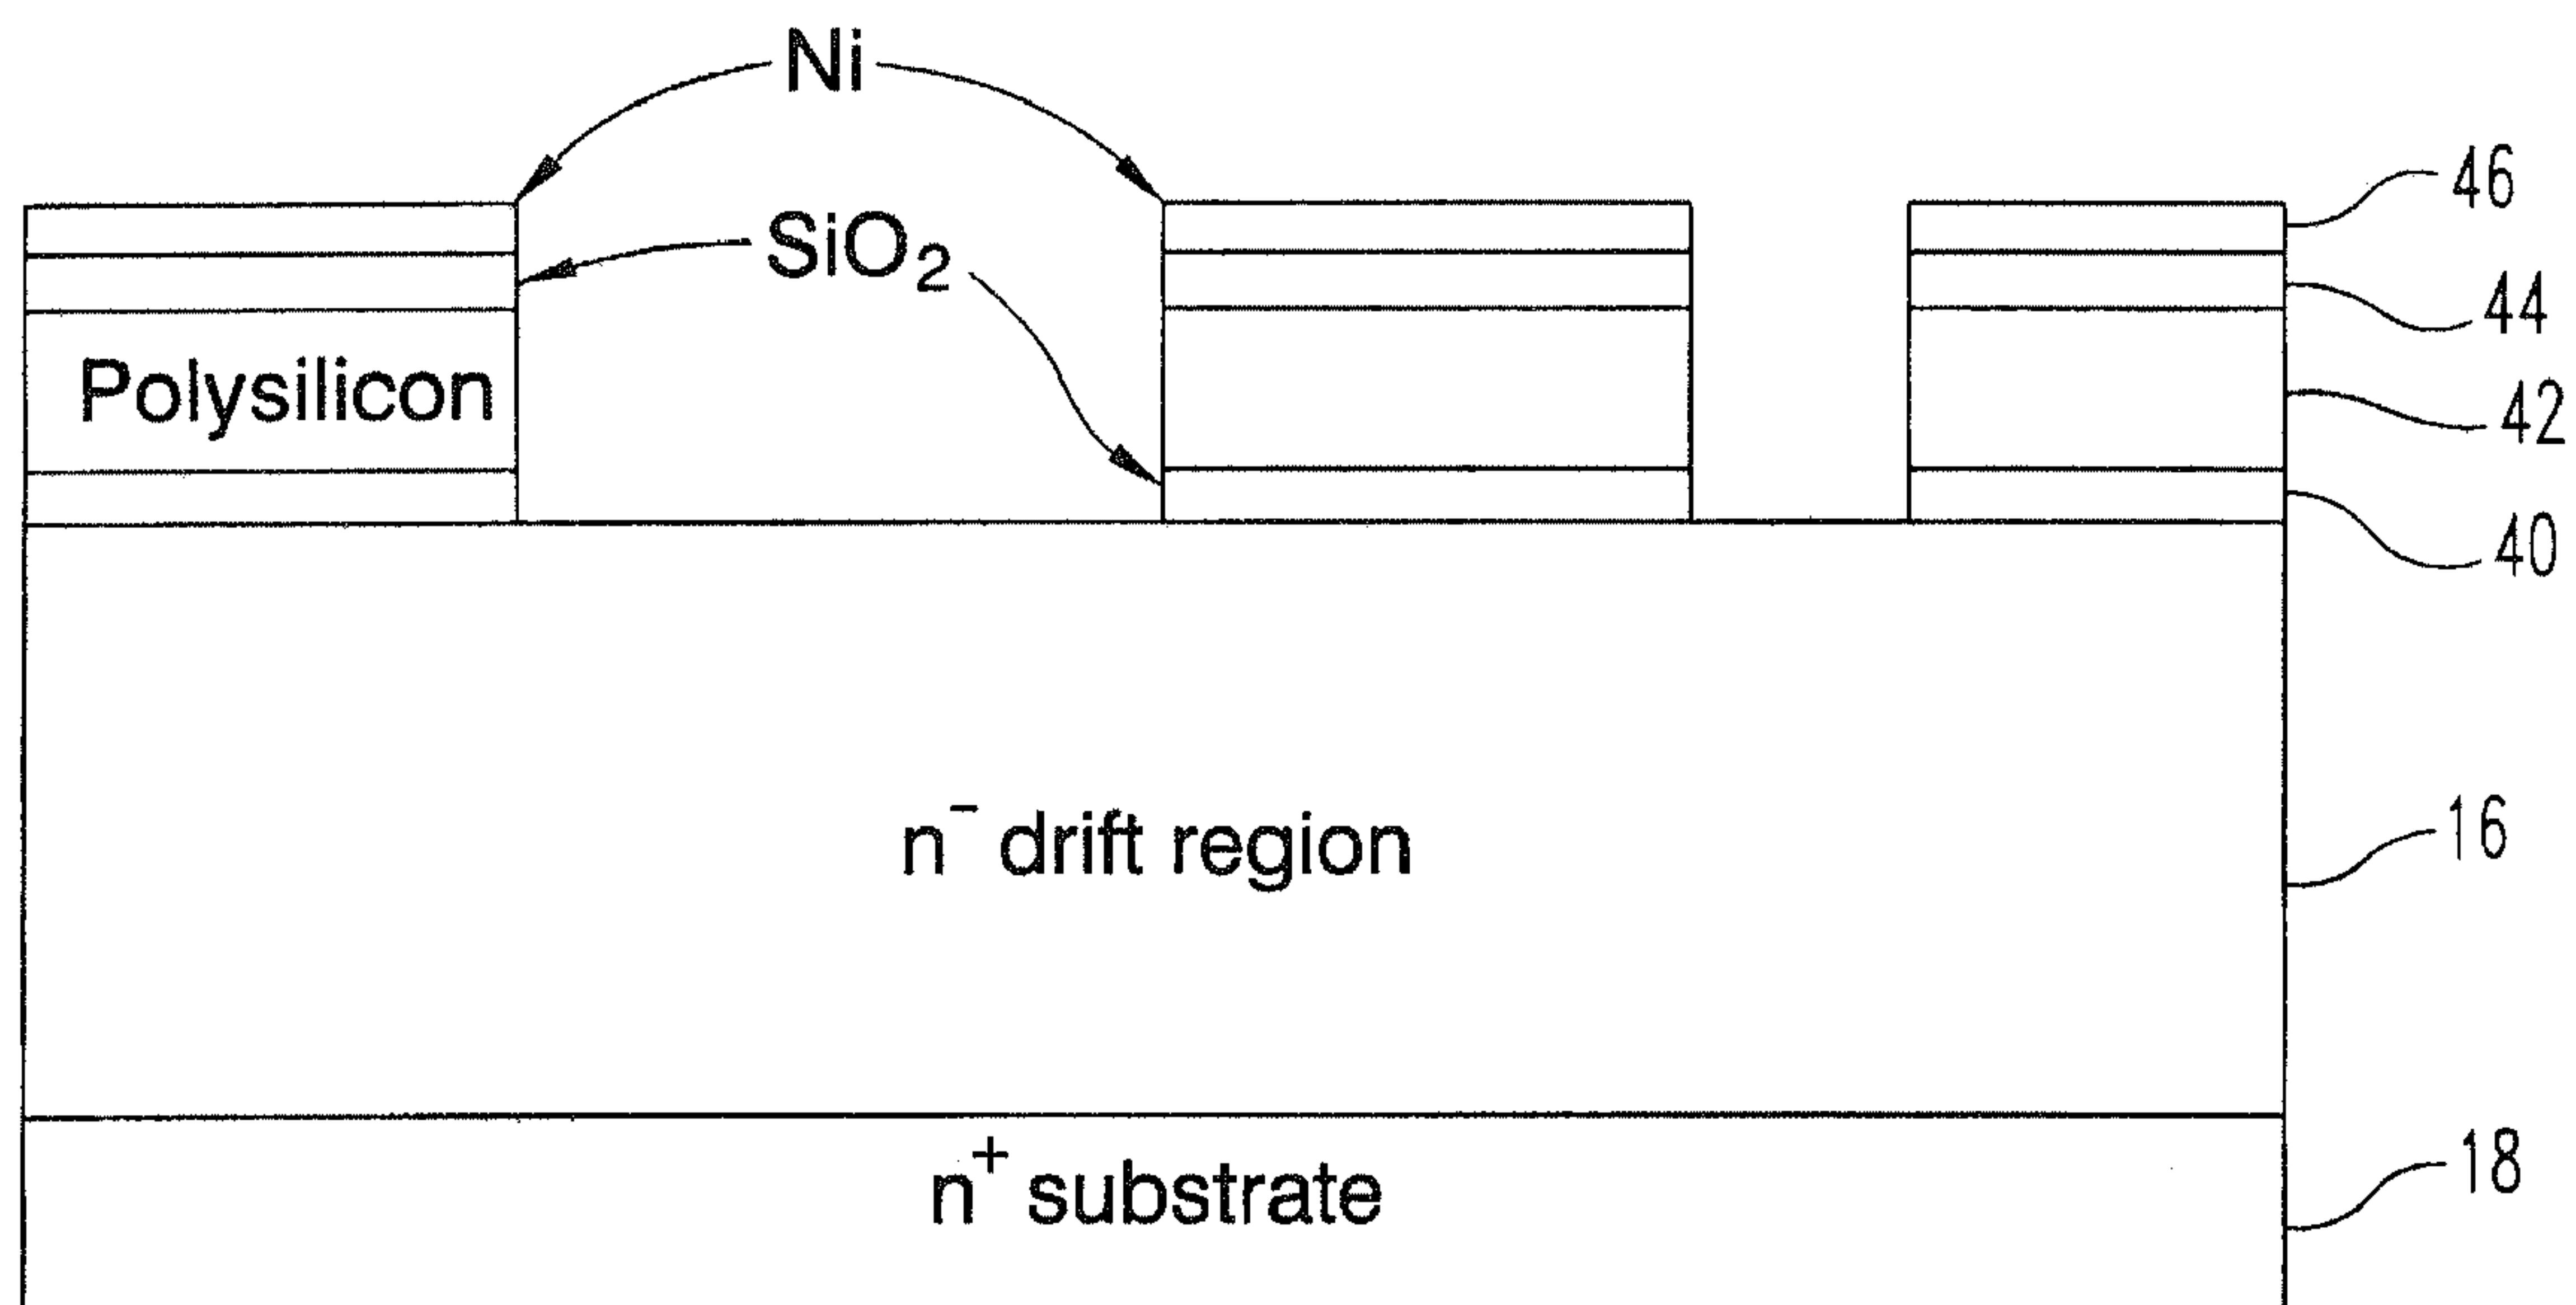 Ni
46
SiO₂
44
Polysilicon
42
40
n⁻ drift region
16
n⁺ substrate
18